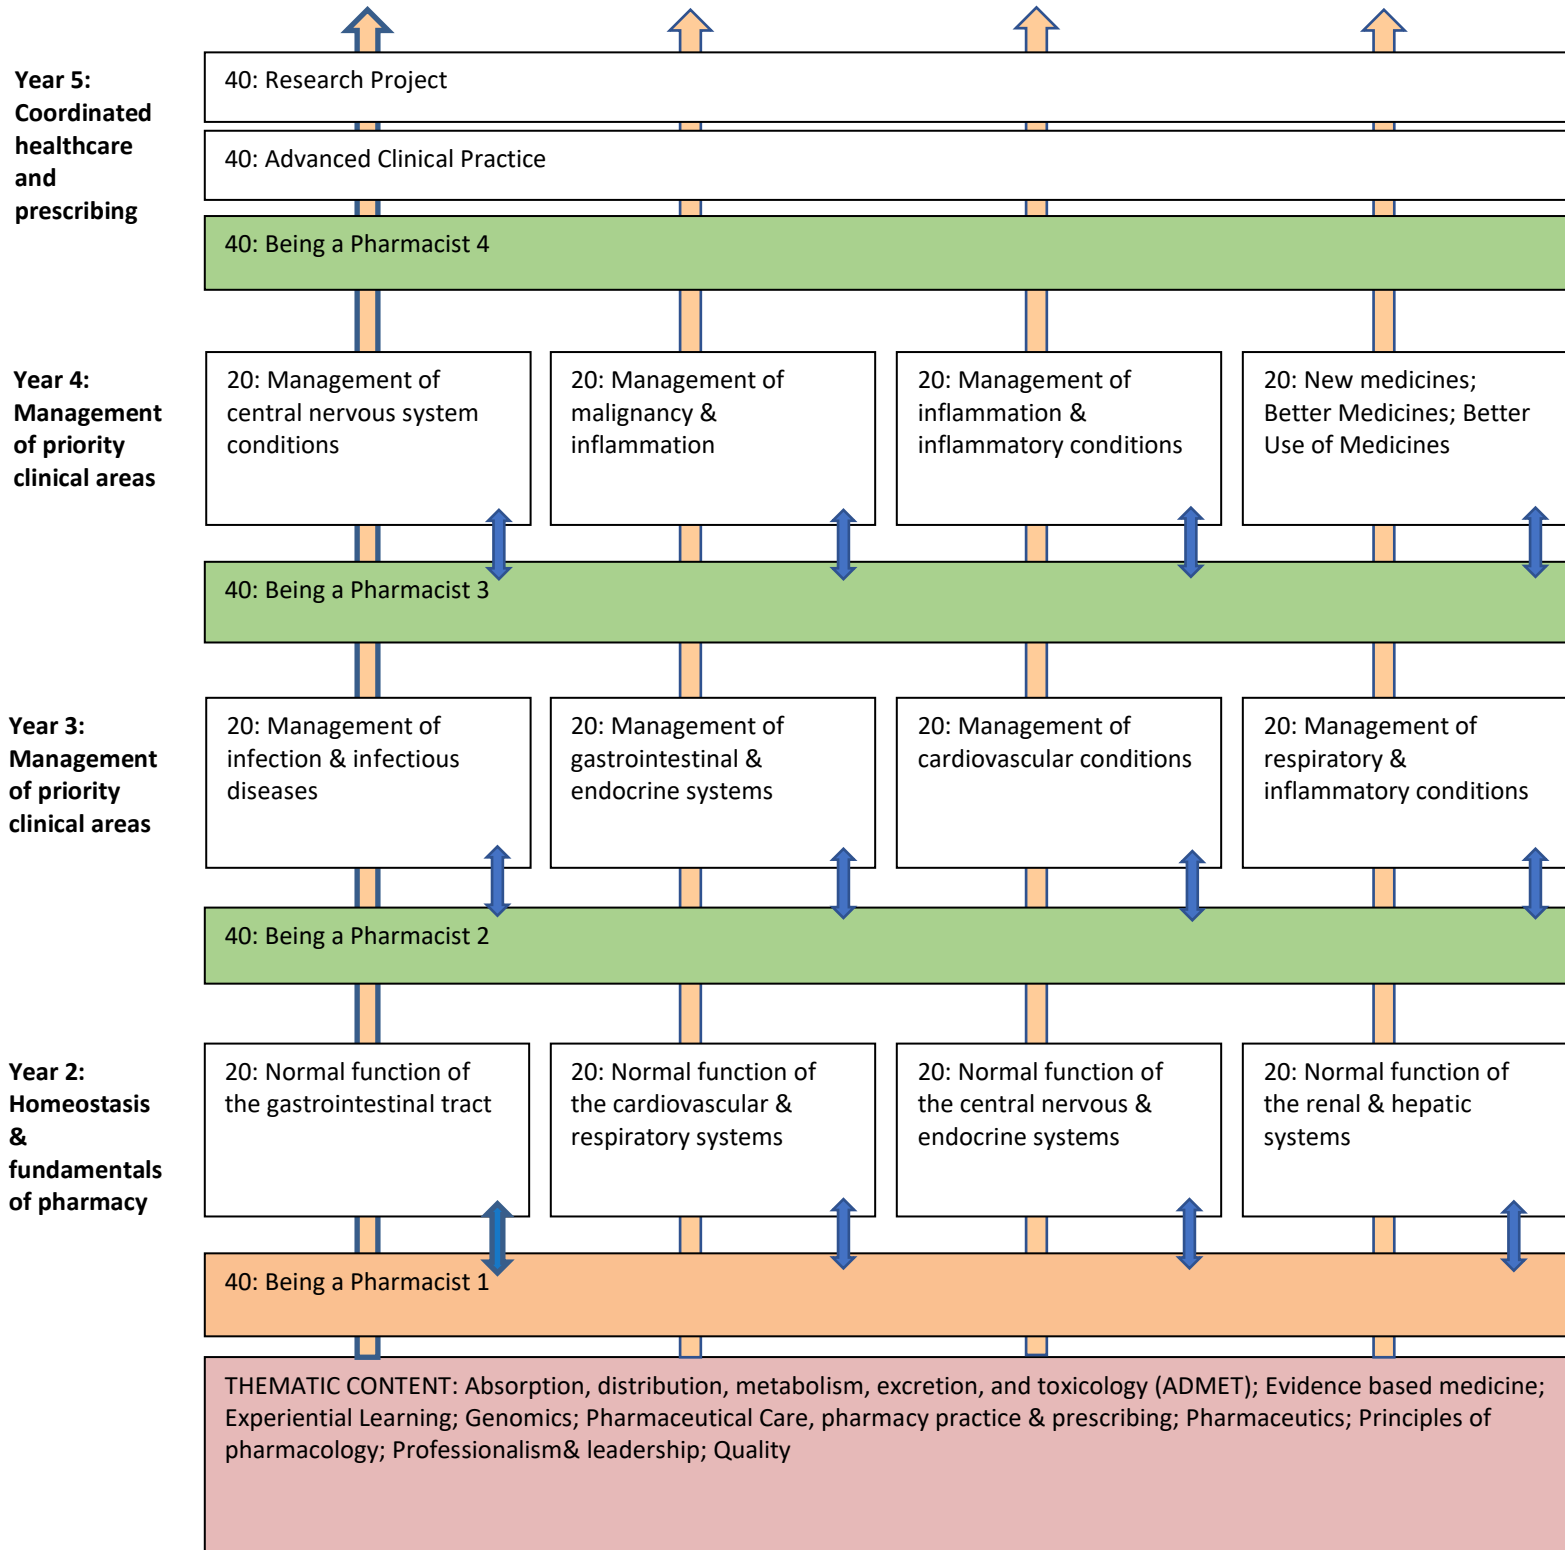 Year 5:
Coordinated
healthcare
and
prescribing
40: Research Project
40: Advanced Clinical Practice
40: Being a Pharmacist 4
Year 4:
Management
of priority
clinical areas
20: Management of
central nervous system
conditions
20: Management of
malignancy &
inflammation
20: Management of
inflammation &
inflammatory conditions
20: New medicines;
Better Medicines; Better
Use of Medicines
40: Being a Pharmacist 3
Year 3:
Management
of priority
clinical areas
20: Management of
infection & infectious
diseases
20: Management of
gastrointestinal &
endocrine systems
20: Management of
cardiovascular conditions
20: Management of
respiratory &
inflammatory conditions
40: Being a Pharmacist 2
Year 2:
Homeostasis
&
fundamentals
of pharmacy
20: Normal function of
the gastrointestinal tract
20: Normal function of
the cardiovascular &
respiratory systems
20: Normal function of
the central nervous &
endocrine systems
20: Normal function of
the renal & hepatic
systems
40: Being a Pharmacist 1
THEMATIC CONTENT: Absorption, distribution, metabolism, excretion, and toxicology (ADMET); Evidence based medicine;
Experiential Learning; Genomics; Pharmaceutical Care, pharmacy practice & prescribing; Pharmaceutics; Principles of
pharmacology; Professionalism& leadership; Quality